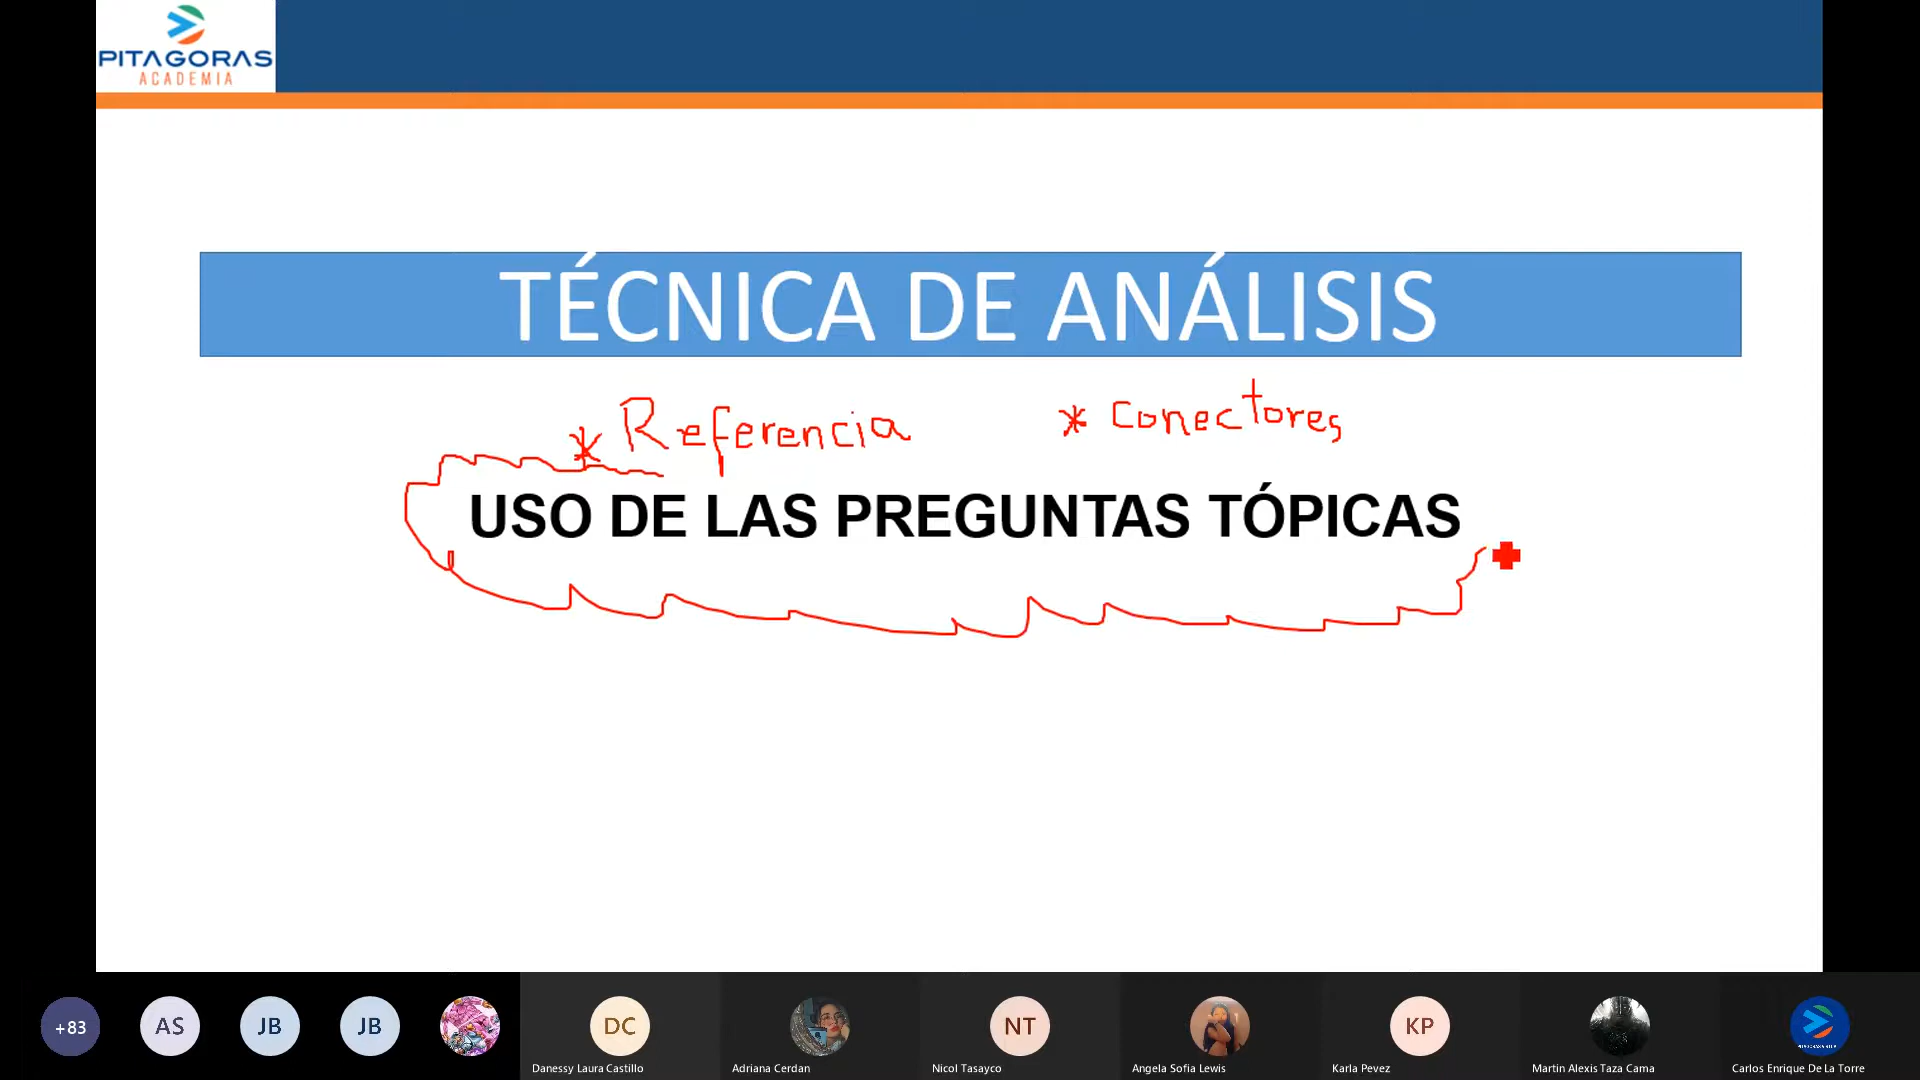 PITAGORAS
ACADEMIA
TÉCNICA DE ANÁLISIS
* Referencia * Conectores
USO DE LAS PREGUNTAS TÓPICAS
+83 AS JB JB DC NT KP
Danessy Laura Castillo Adriana Cerdan Nicol Tasayco Angela Sofia Lewis Karla Pevez Martin Alexis Taza Cama Carlos Enrique De La Torre